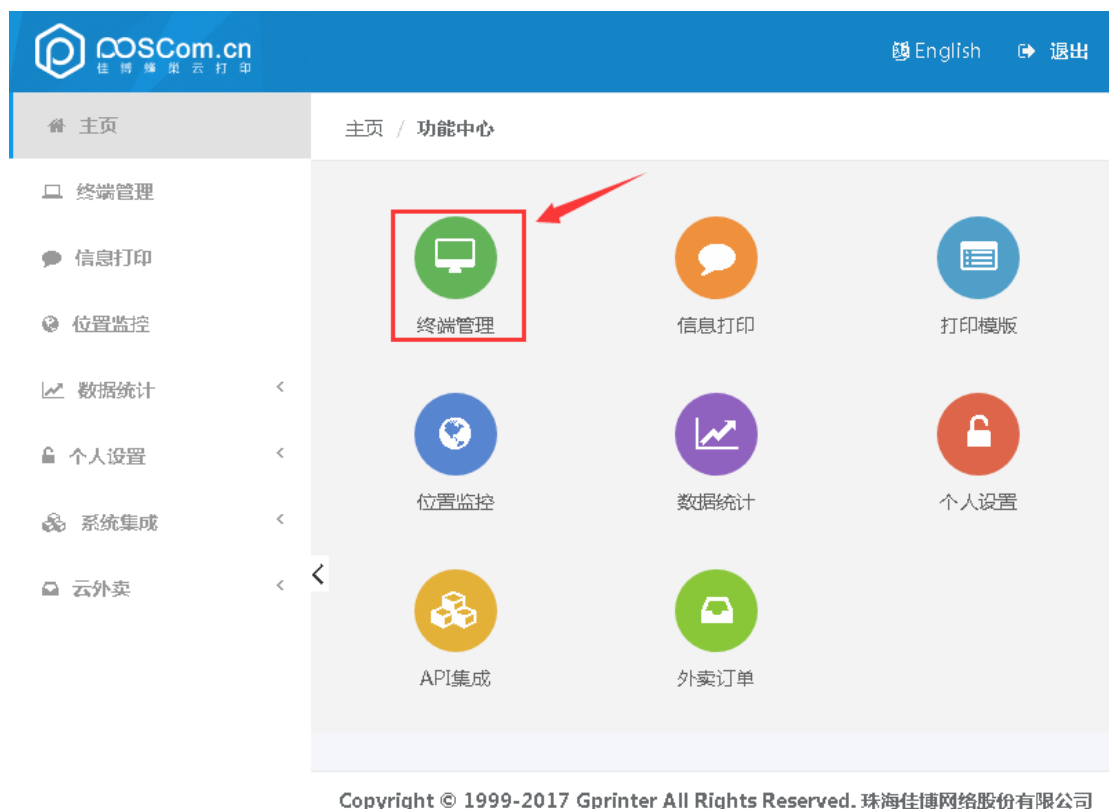 POSCom.cn
佳博蜂巢云打印
English 退出
主页
主页 / 功能中心
终端管理
信息打印
位置监控
数据统计
个人设置
系统集成
云外卖
终端管理 信息打印 打印模版
位置监控 数据统计 个人设置
API集成 外卖订单
Copyright © 1999-2017 Gprinter All Rights Reserved. 珠海佳博网络股份有限公司